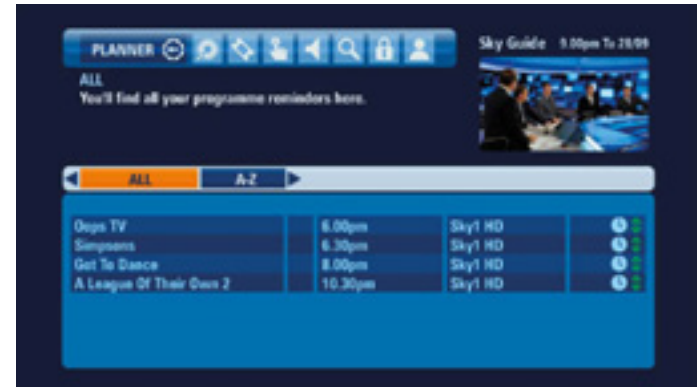 PLANNER
Sky Guide 9.00pm Tu 28/09
ALL
You'll find all your programme reminders here.
ALL A-Z
Oops TV 6.00pm Sky1 HD
Simpsons 6.30pm Sky1 HD
Got To Dance 8.00pm Sky1 HD
A League Of Their Own 2 10.30pm Sky1 HD